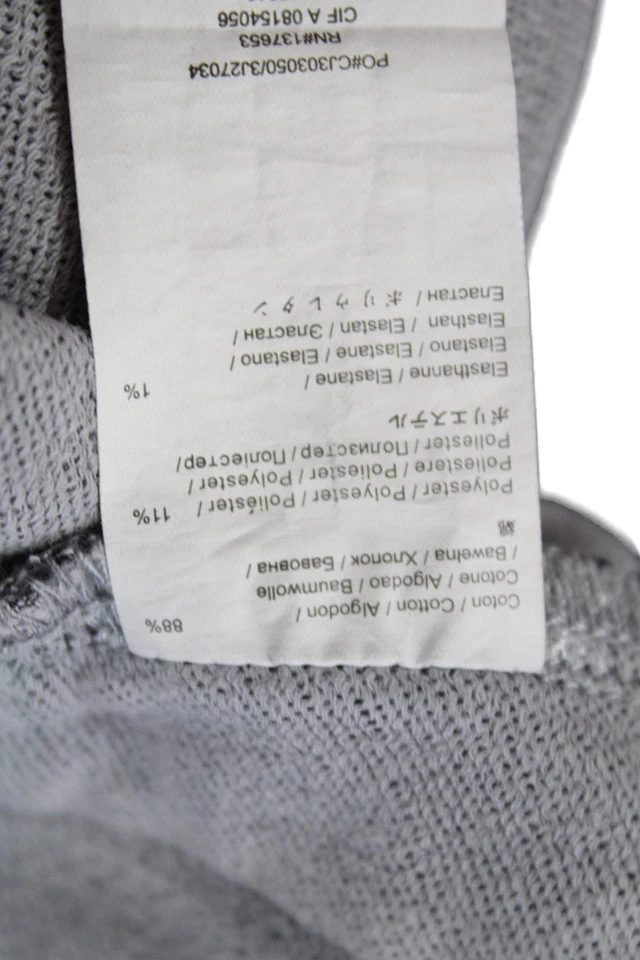 Coton / Cotton / Algodon / 88%
Cotone / Algodao / Baumwolle
/ Bawełna / Хлопок / Бавовна /
綿
Polyester / Polyester / Poliéster / 11%
Poliestere / Poliester / Polyester /
Poliester / Полиэстер / Поліестер/
ポリエステル
Elasthanne / Elastane / 1%
Elastano / Elastane / Elastano /
Elasthan / Elastan / Эластан /
Еластан / ポリウレタン
PO#CJ303050/3J27034
RN#137653
CIF A 08154056